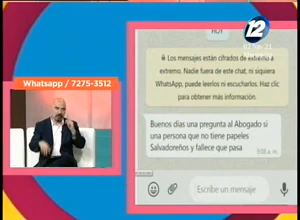 HOY
12
Whatsapp / 7275-3512
Los mensajes están cifrados de extremo a
extremo. Nadie fuera de este chat, ni siquiera
WhatsApp, puede leerlos ni escucharlos. Haz clic
para obtener más información.
Buenos días una pregunta al Abogado si
una persona que no tiene papeles
Salvadoreños y fallece que pasa
9:08 a. m.
Escribe un mensaje